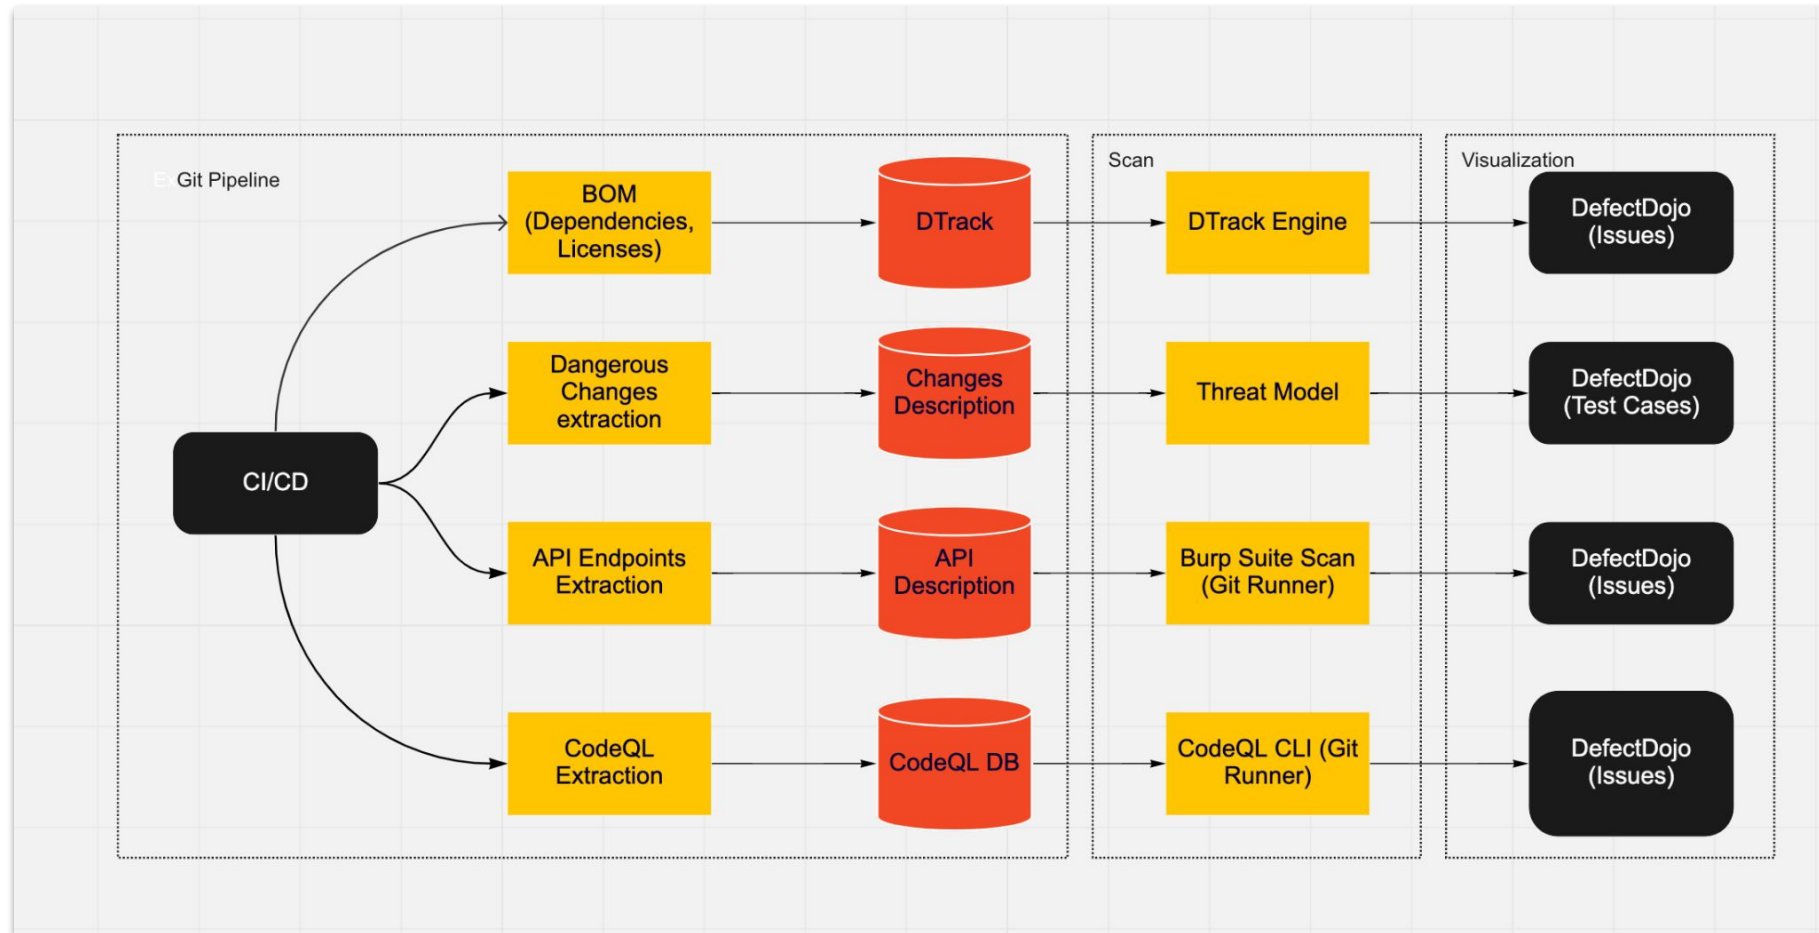 Git Pipeline
Scan
Visualization
BOM
(Dependencies,
Licenses)
DTrack
DTrack Engine
DefectDojo
(Issues)
Dangerous
Changes
extraction
Changes
Description
Threat Model
DefectDojo
(Test Cases)
CI/CD
API Endpoints
Extraction
API
Description
Burp Suite Scan
(Git Runner)
DefectDojo
(Issues)
CodeQL
Extraction
CodeQL DB
CodeQL CLI (Git
Runner)
DefectDojo
(Issues)